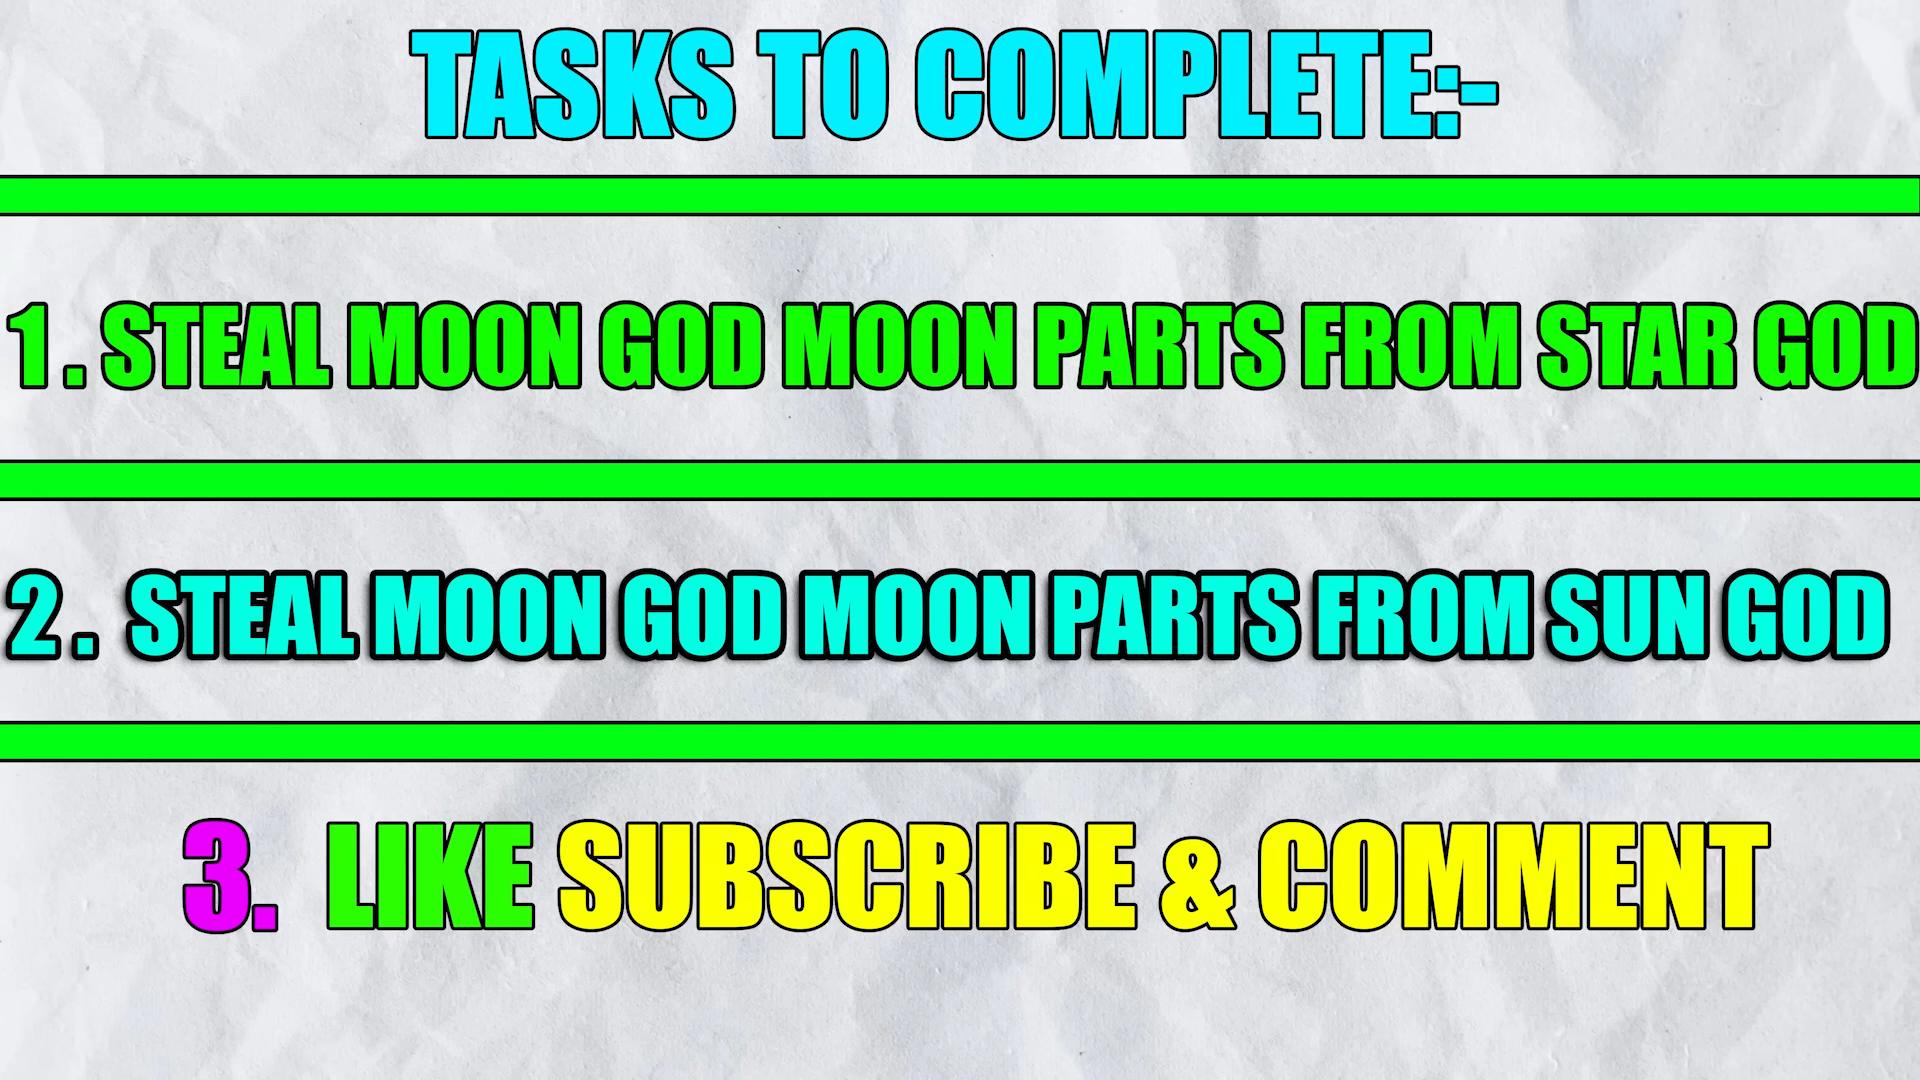 TASKS TO COMPLETE:-
1. STEAL MOON GOD MOON PARTS FROM STAR GOD
2. STEAL MOON GOD MOON PARTS FROM SUN GOD
3. LIKE SUBSCRIBE & COMMENT